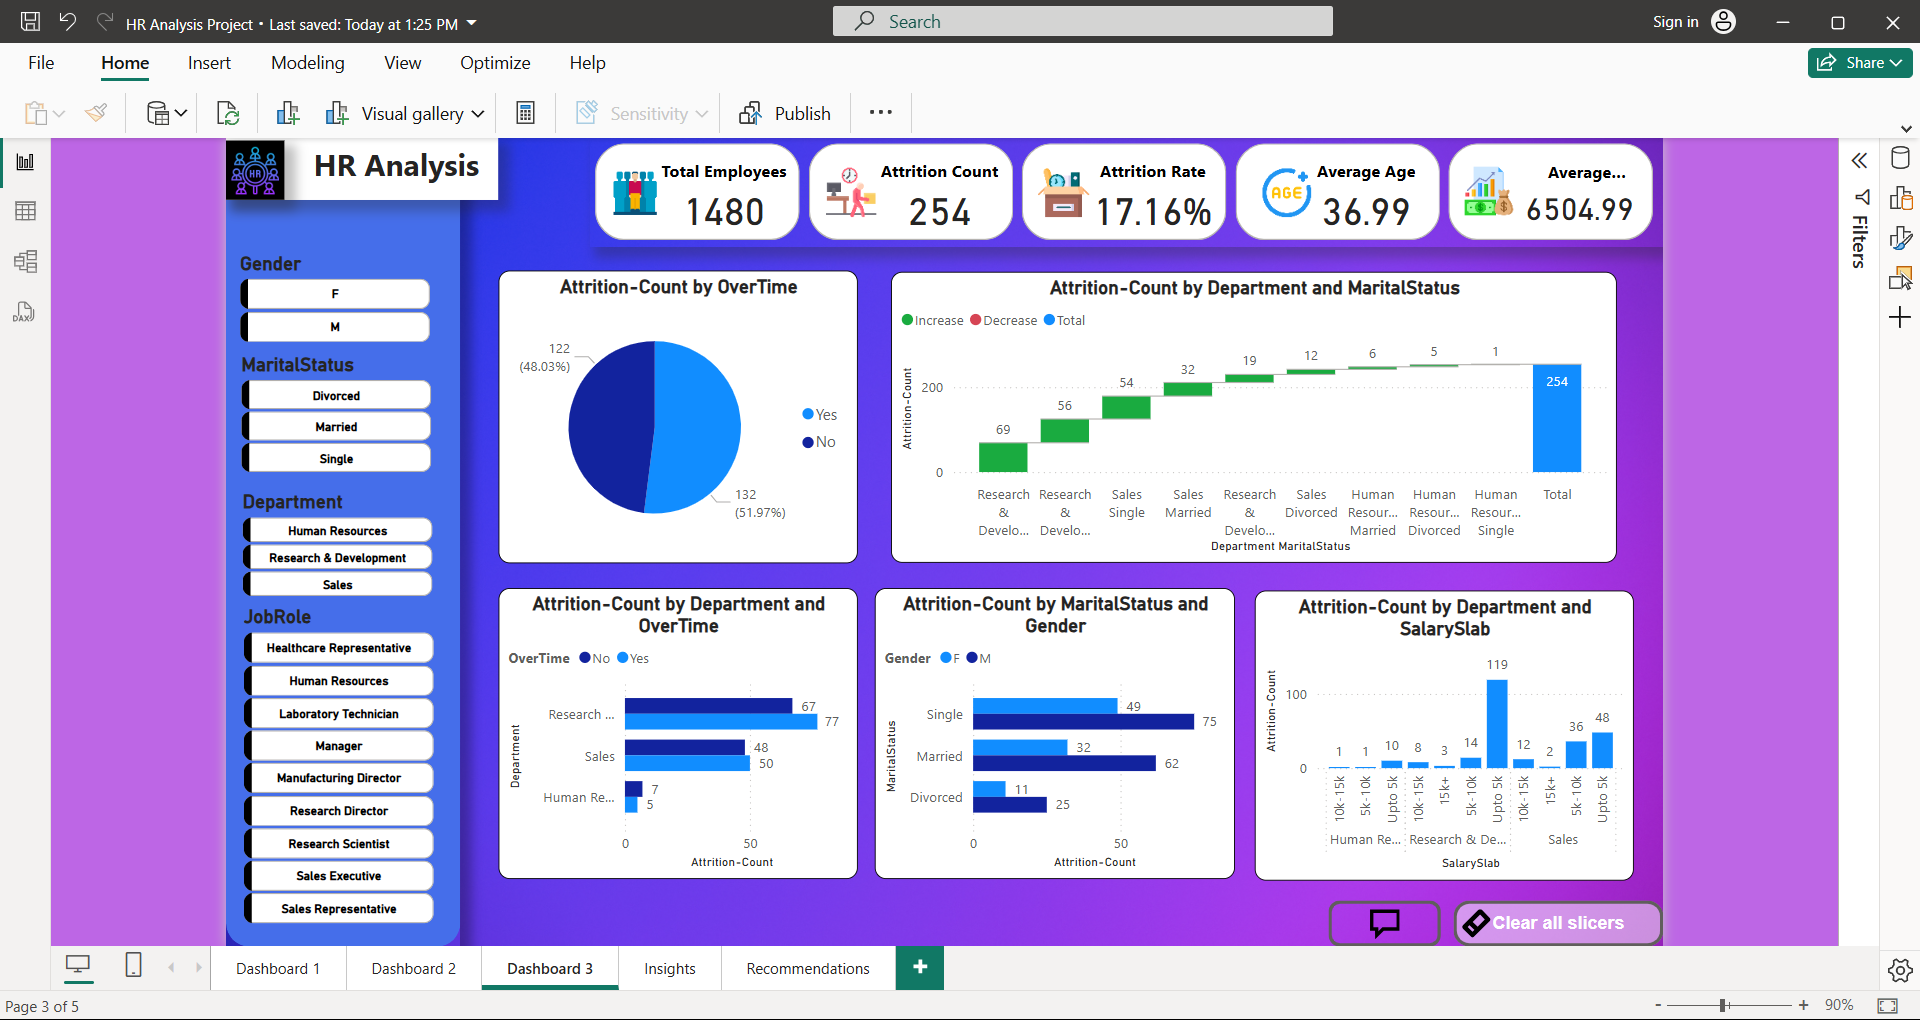 HR Analysis Project • Last saved: Today at 1:25 PM
Search
Sign in
File
Home
Insert
Modeling
View
Optimize
Help
Share
Visual gallery
Sensitivity
Publish
DAX
HR
HR Analysis
Total Employees
1480
Attrition Count
254
Attrition Rate
17.16%
AGE
Average Age
36.99
Average...
6504.99
Filters
Gender
F
M
MaritalStatus
Divorced
Married
Single
Department
Human Resources
Research & Development
Sales
JobRole
Healthcare Representative
Human Resources
Laboratory Technician
Manager
Manufacturing Director
Research Director
Research Scientist
Sales Executive
Sales Representative
Attrition-Count by OverTime
122
(48.03%)
132
(51.97%)
Yes
No
Attrition-Count by Department and MaritalStatus
Increase Decrease Total
Attrition-Count
200
0
69
56
54
32
19
12
6
5
1
254
Research & Develo...
Research & Develo...
Sales Single
Sales Married
Research & Develo...
Sales Divorced
Human Resour... Married
Human Resour... Divorced
Human Resour... Single
Total
Department MaritalStatus
Attrition-Count by Department and
OverTime
OverTime No Yes
Department
Research ...
67
77
Sales
48
50
Human Re...
7
5
0 50
Attrition-Count
Attrition-Count by MaritalStatus and
Gender
Gender F M
MaritalStatus
Single
49
75
Married
32
62
Divorced
11
25
0 50
Attrition-Count
Attrition-Count by Department and
SalarySlab
Attrition-Count
100
0
1 1 10 8 3 14 119 12 2 36 48
10k-15k
5k-10k
Upto 5k
10k-15k
15k+
5k-10k
Upto 5k
10k-15k
15k+
5k-10k
Upto 5k
Human Re...
Research & De...
Sales
SalarySlab
Clear all slicers
Dashboard 1
Dashboard 2
Dashboard 3
Insights
Recommendations
+
Page 3 of 5
- + 90%